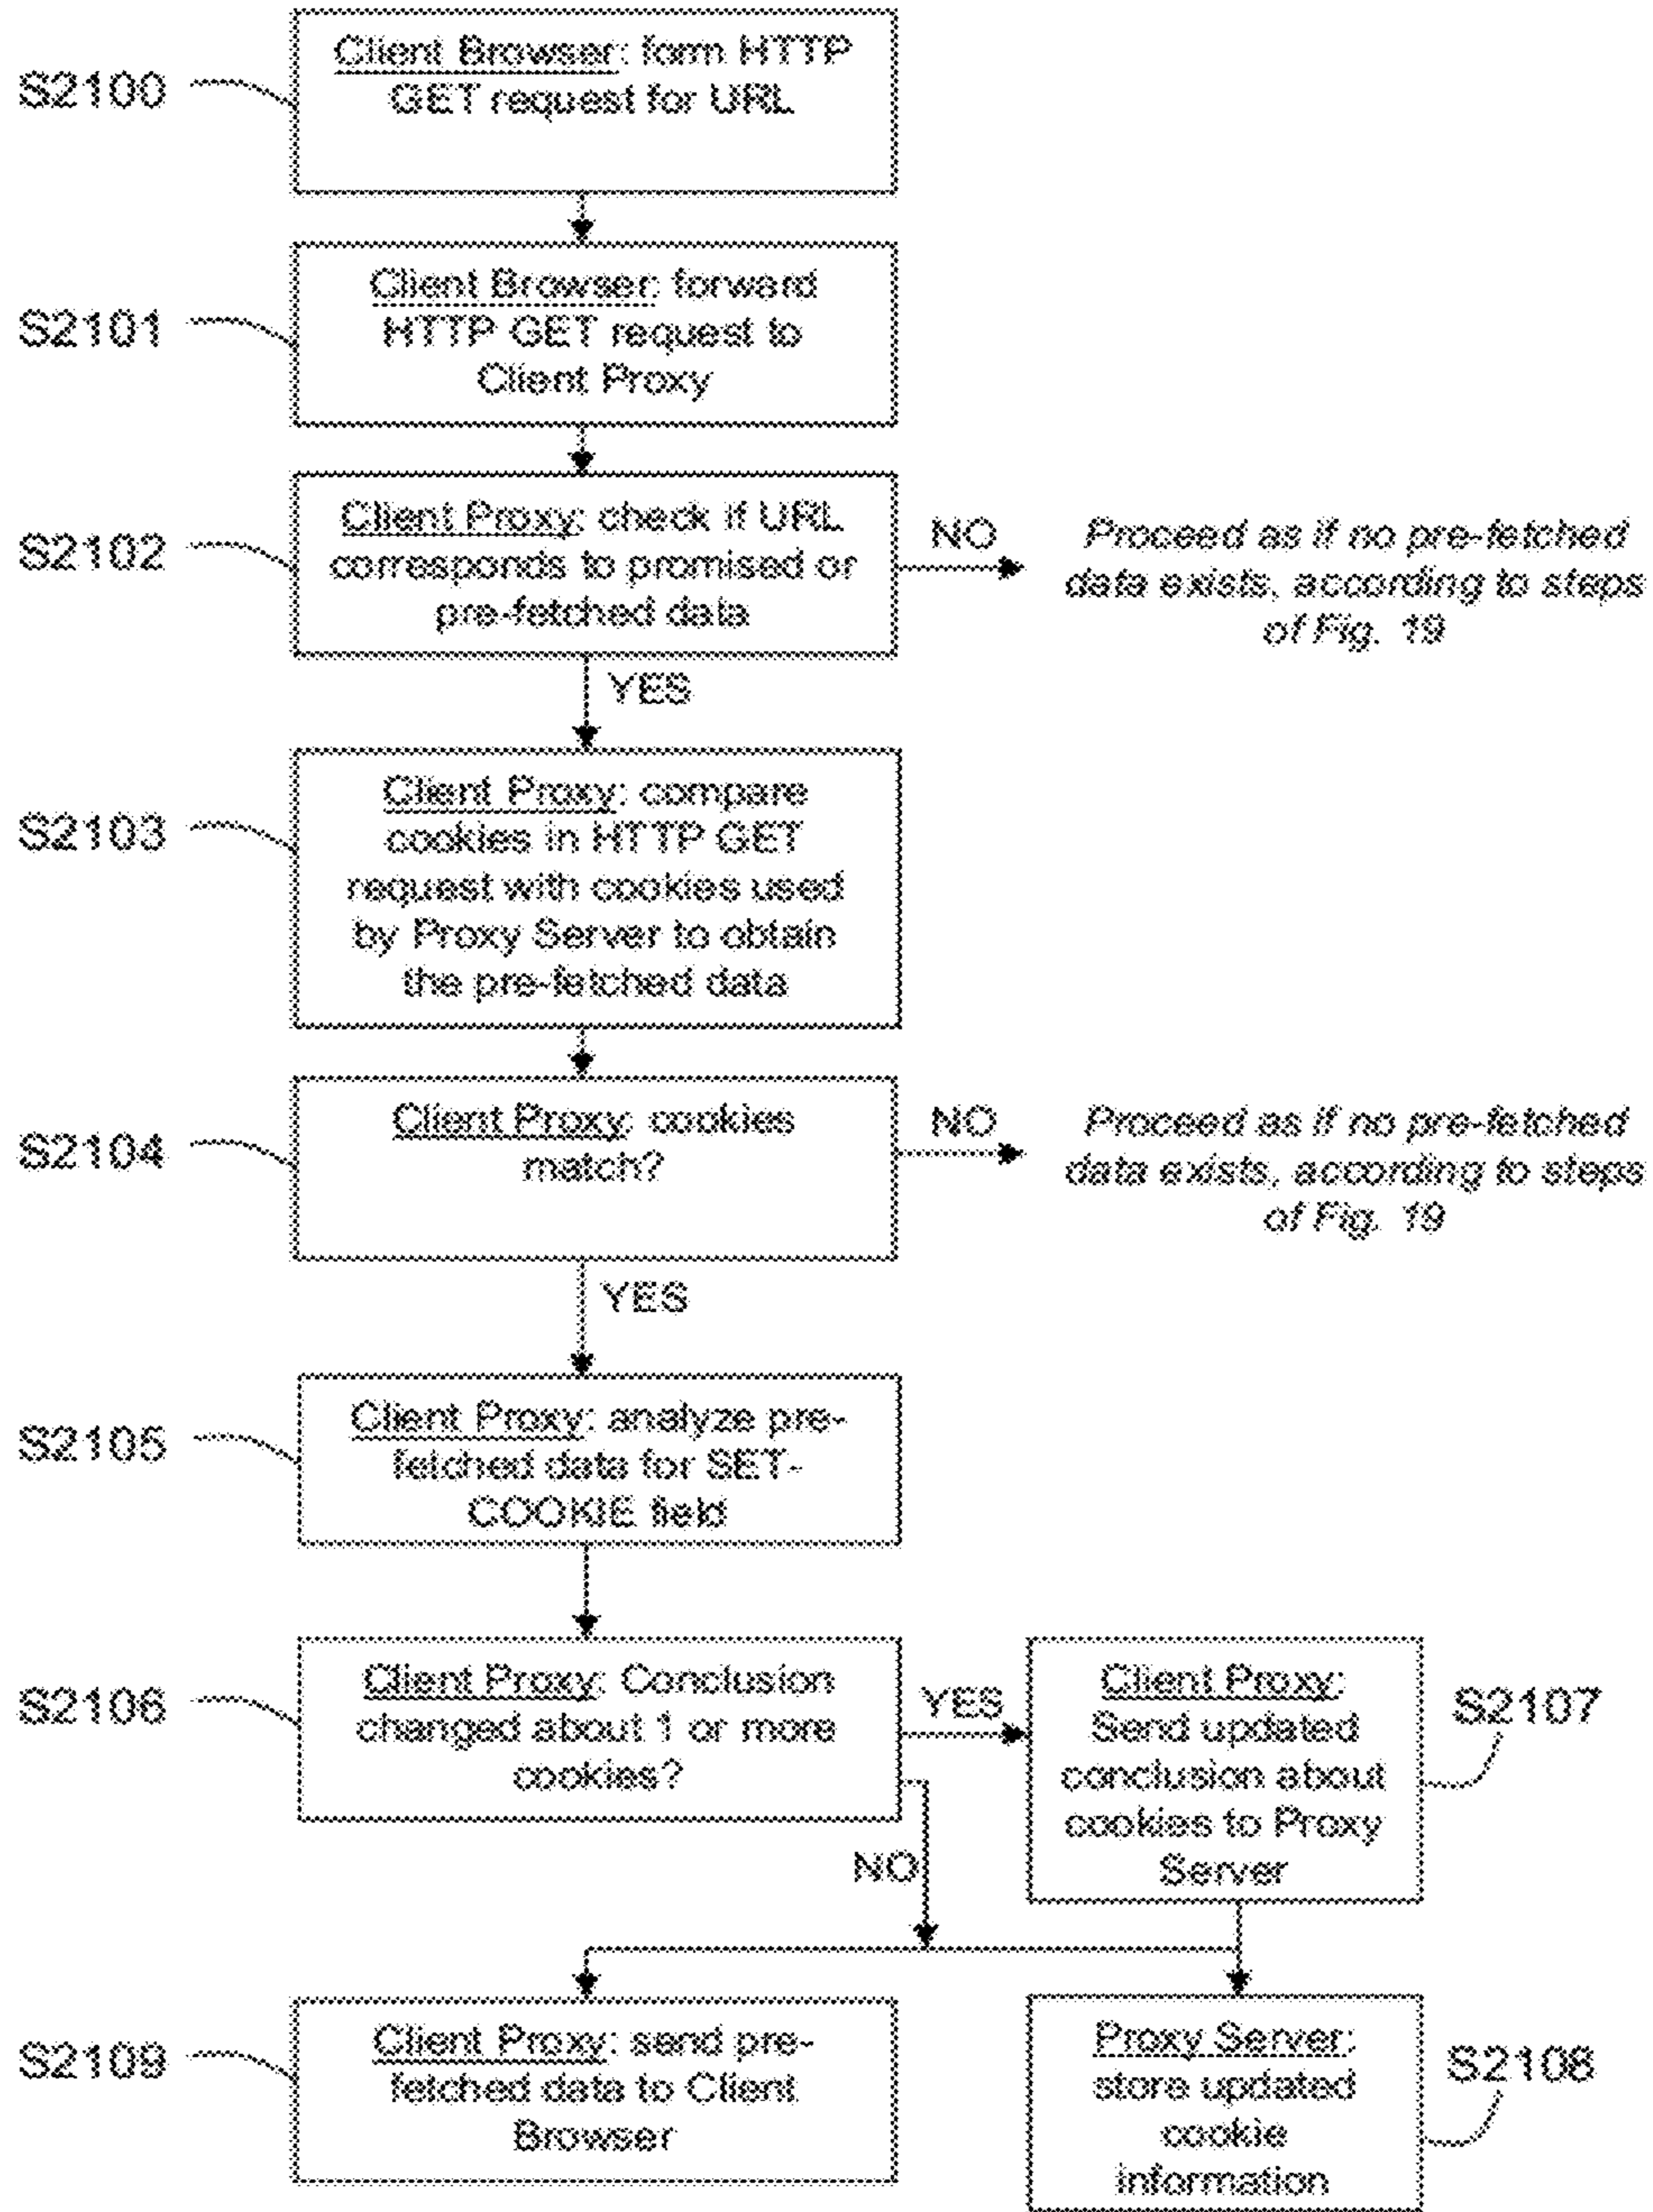 S2100
Client Browser: form HTTP
GET request for URL
S2101
Client Browser: forward
HTTP GET request to
Client Proxy
S2102
Client Proxy: check if URL
corresponds to promised or
pre-fetched data
NO
Proceed as if no pre-fetched
data exists, according to steps
of Fig. 19
YES
S2103
Client Proxy: compare
cookies in HTTP GET
request with cookies used
by Proxy Server to obtain
the pre-fetched data
S2104
Client Proxy: cookies
match?
NO
Proceed as if no pre-fetched
data exists, according to steps
of Fig. 19
YES
S2105
Client Proxy: analyze pre-
fetched data for SET-
COOKIE field
S2106
Client Proxy: Conclusion
changed about 1 or more
cookies?
YES
NO
Client Proxy:
Send updated
conclusion about
cookies to Proxy
Server
S2107
S2109
Client Proxy: send pre-
fetched data to Client
Browser
Proxy Server:
store updated
cookie
information
S2108